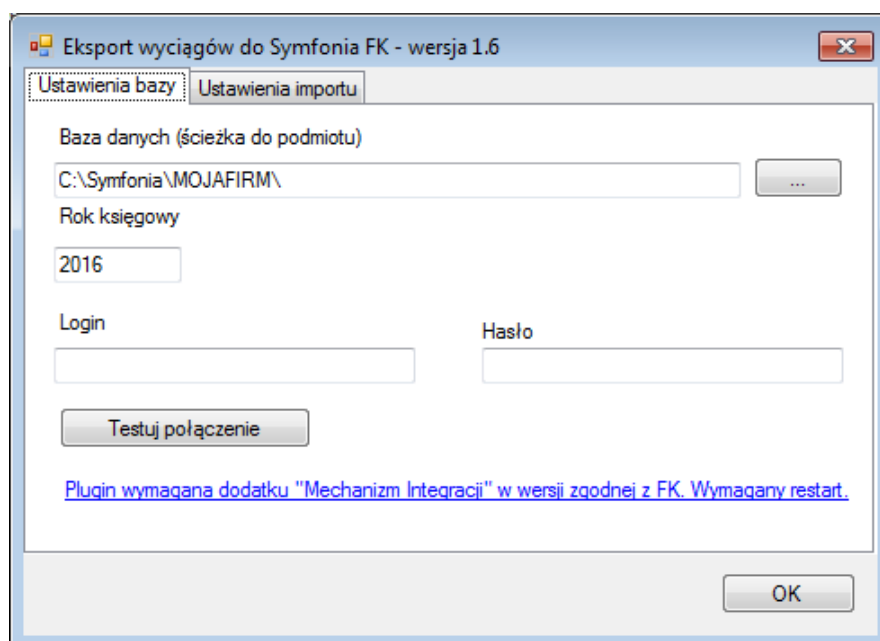 Eksport wyciągów do Symfonia FK - wersja 1.6
Ustawienia bazy Ustawienia importu
Baza danych (ścieżka do podmiotu)
C:\Symfonia\MOJAFIRM\ ...
Rok księgowy
2016
Login Hasło
Testuj połączenie
Plugin wymagana dodatku "Mechanizm Integracji" w wersji zgodnej z FK. Wymagany restart.
OK